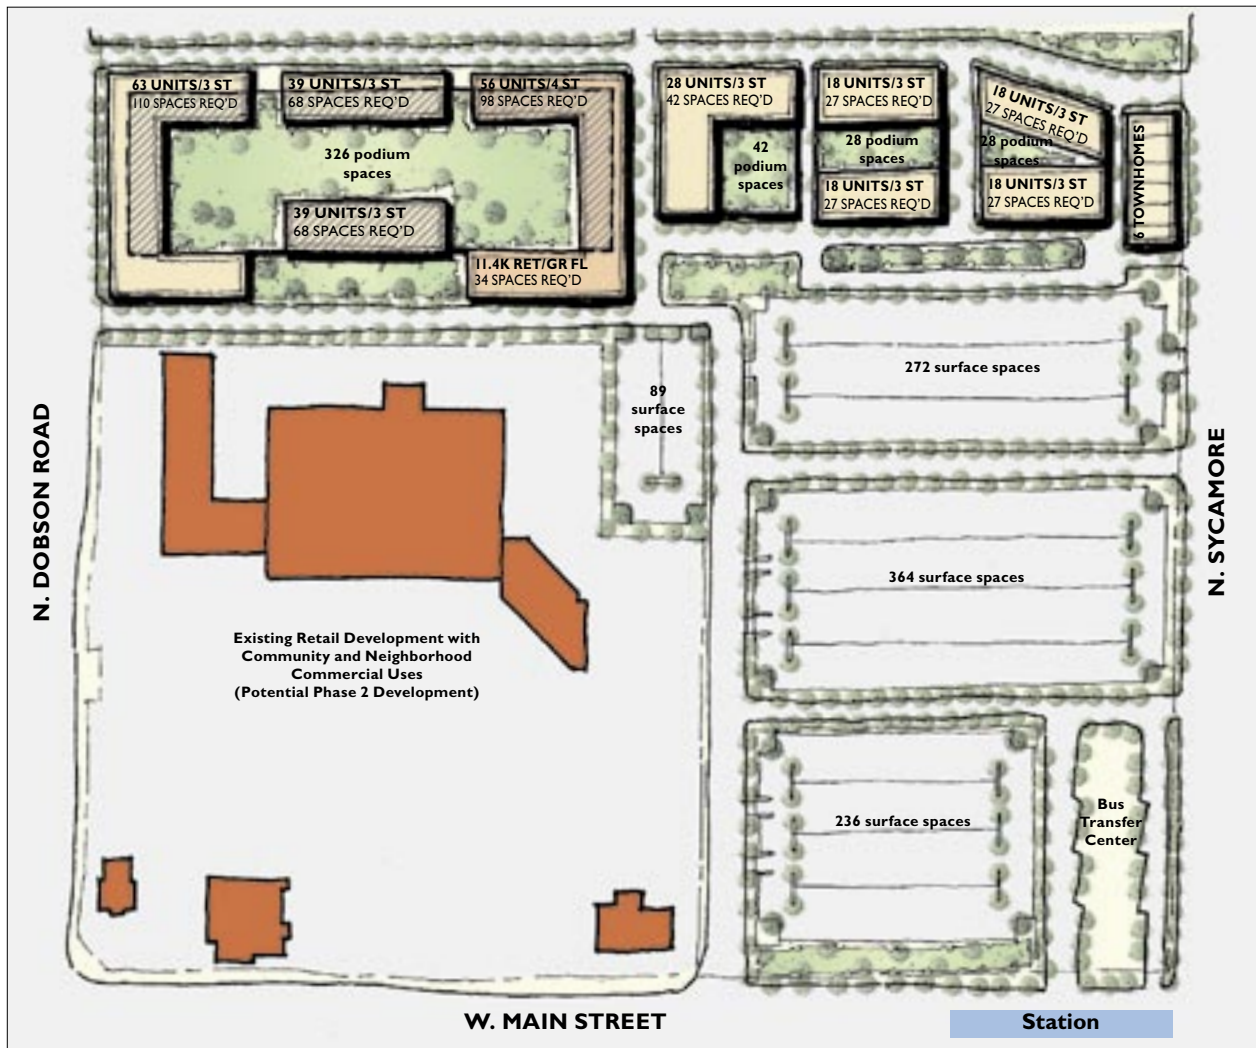 63 UNITS/3 ST
110 SPACES REQ'D
39 UNITS/3 ST
68 SPACES REQ'D
56 UNITS/4 ST
98 SPACES REQ'D
326 podium
spaces
39 UNITS/3 ST
68 SPACES REQ'D
11.4K RET/GR FL
34 SPACES REQ'D
28 UNITS/3 ST
42 SPACES REQ'D
42
podium
spaces
18 UNITS/3 ST
27 SPACES REQ'D
28 podium
spaces
18 UNITS/3 ST
27 SPACES REQ'D
18 UNITS/3 ST
27 SPACES REQ'D
28 podium
spaces
18 UNITS/3 ST
27 SPACES REQ'D
6 TOWNHOMES
272 surface spaces
89
surface
spaces
N. DOBSON ROAD
N. SYCAMORE
364 surface spaces
Existing Retail Development with
Community and Neighborhood
Commercial Uses
(Potential Phase 2 Development)
236 surface spaces
Bus
Transfer
Center
W. MAIN STREET
Station